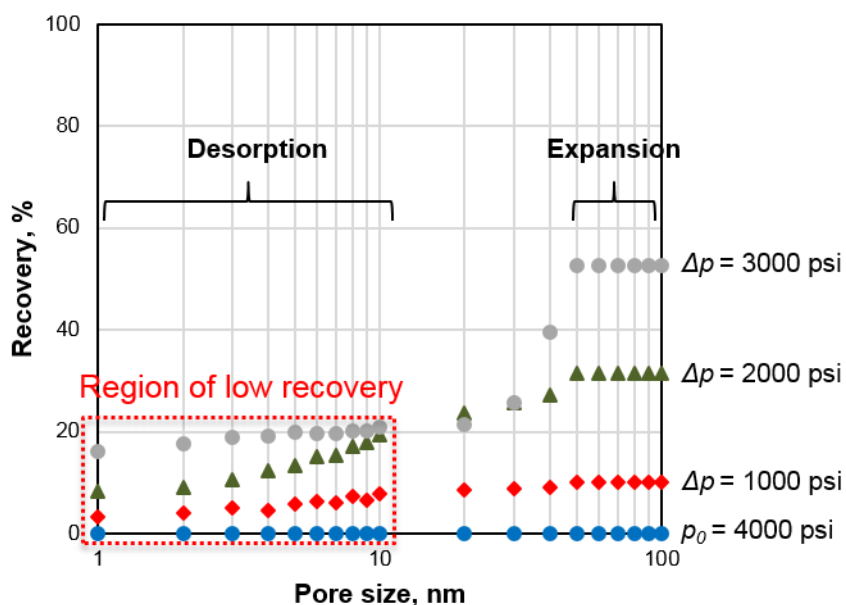 100
80
60
40
20
0
Recovery, %
Desorption
Expansion
Region of low recovery
Δp = 3000 psi
Δp = 2000 psi
Δp = 1000 psi
p₀ = 4000 psi
1
10
100
Pore size, nm